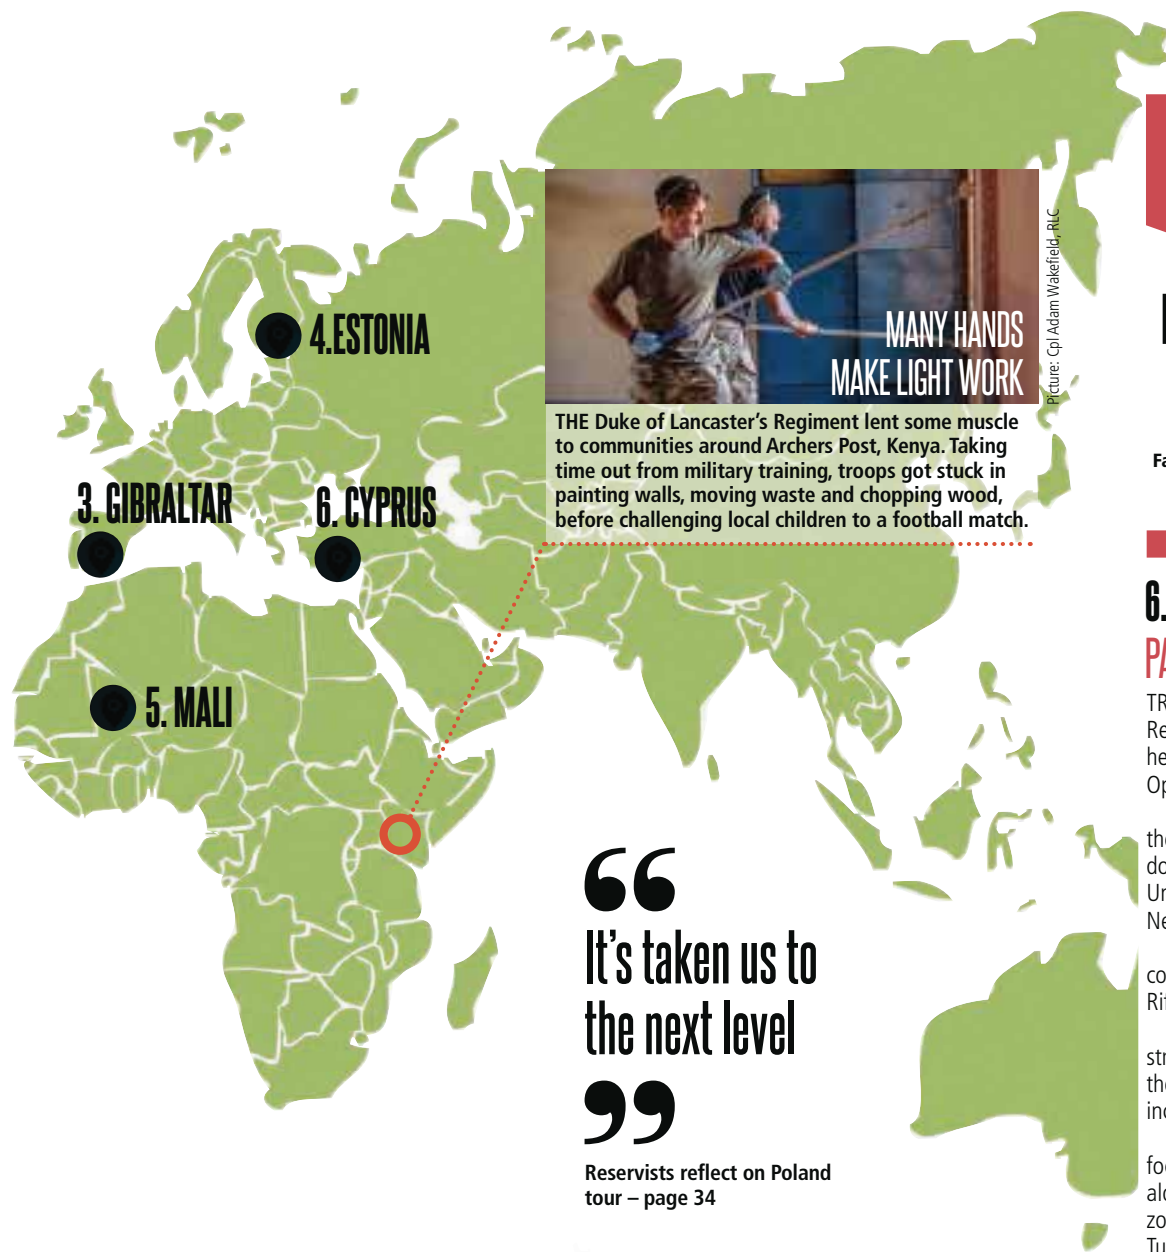 4.ESTONIA
3. GIBRALTAR
6. CYPRUS
5. MALI
MANY HANDS
MAKE LIGHT WORK
Picture: Cpl Adam Wakefield, RLC
THE Duke of Lancaster's Regiment lent some muscle
to communities around Archers Post, Kenya. Taking
time out from military training, troops got stuck in
painting walls, moving waste and chopping wood,
before challenging local children to a football match.
“
It's taken us to
the next level
”
Reservists reflect on Poland
tour – page 34
6.